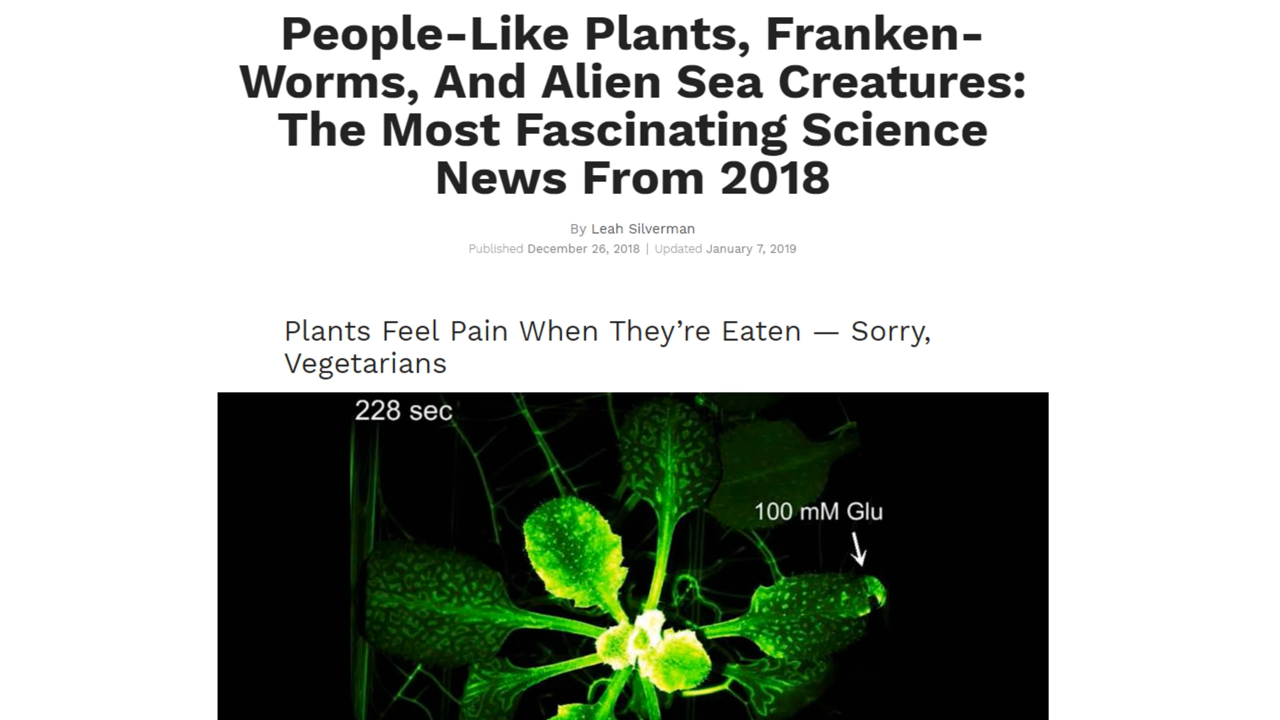 People-Like Plants, Franken-
Worms, And Alien Sea Creatures:
The Most Fascinating Science
News From 2018
By Leah Silverman
Published December 26, 2018 | Updated January 7, 2019
Plants Feel Pain When They’re Eaten — Sorry,
Vegetarians
228 sec
100 mM Glu